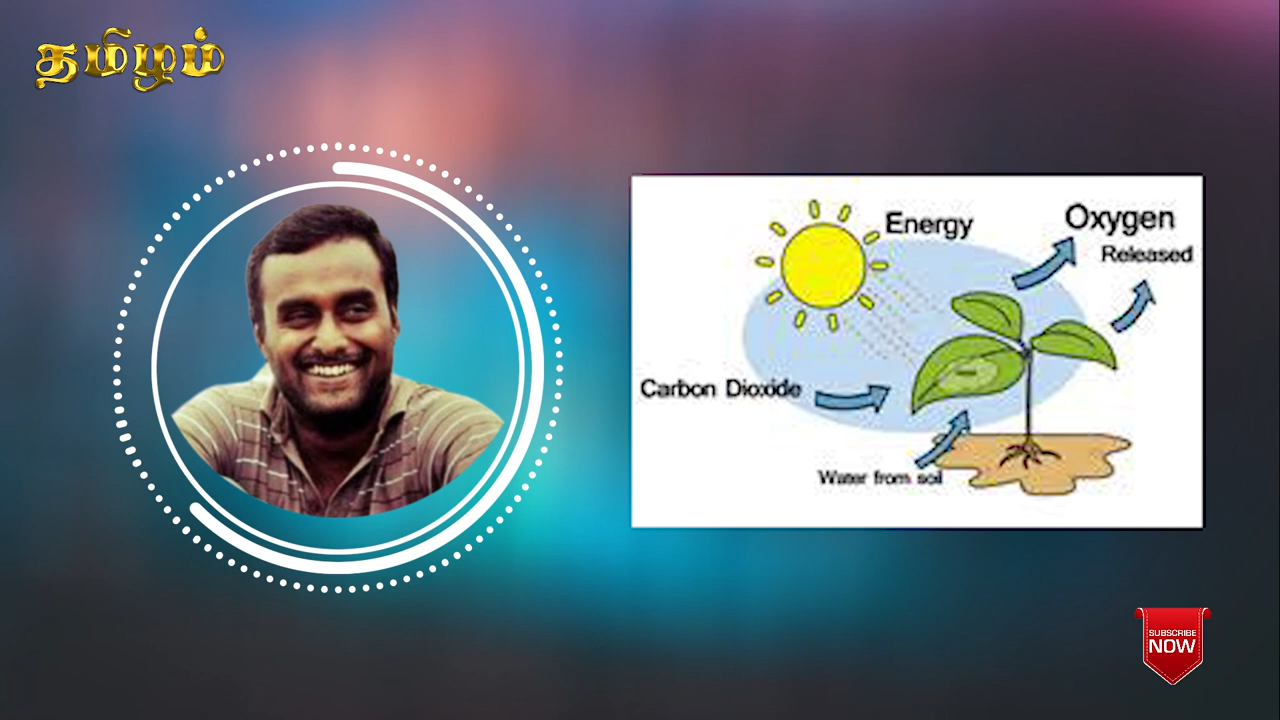 தமிழம்
Energy
Oxygen
Released
Carbon Dioxide
Water from soil
SUBSCRIBE
NOW